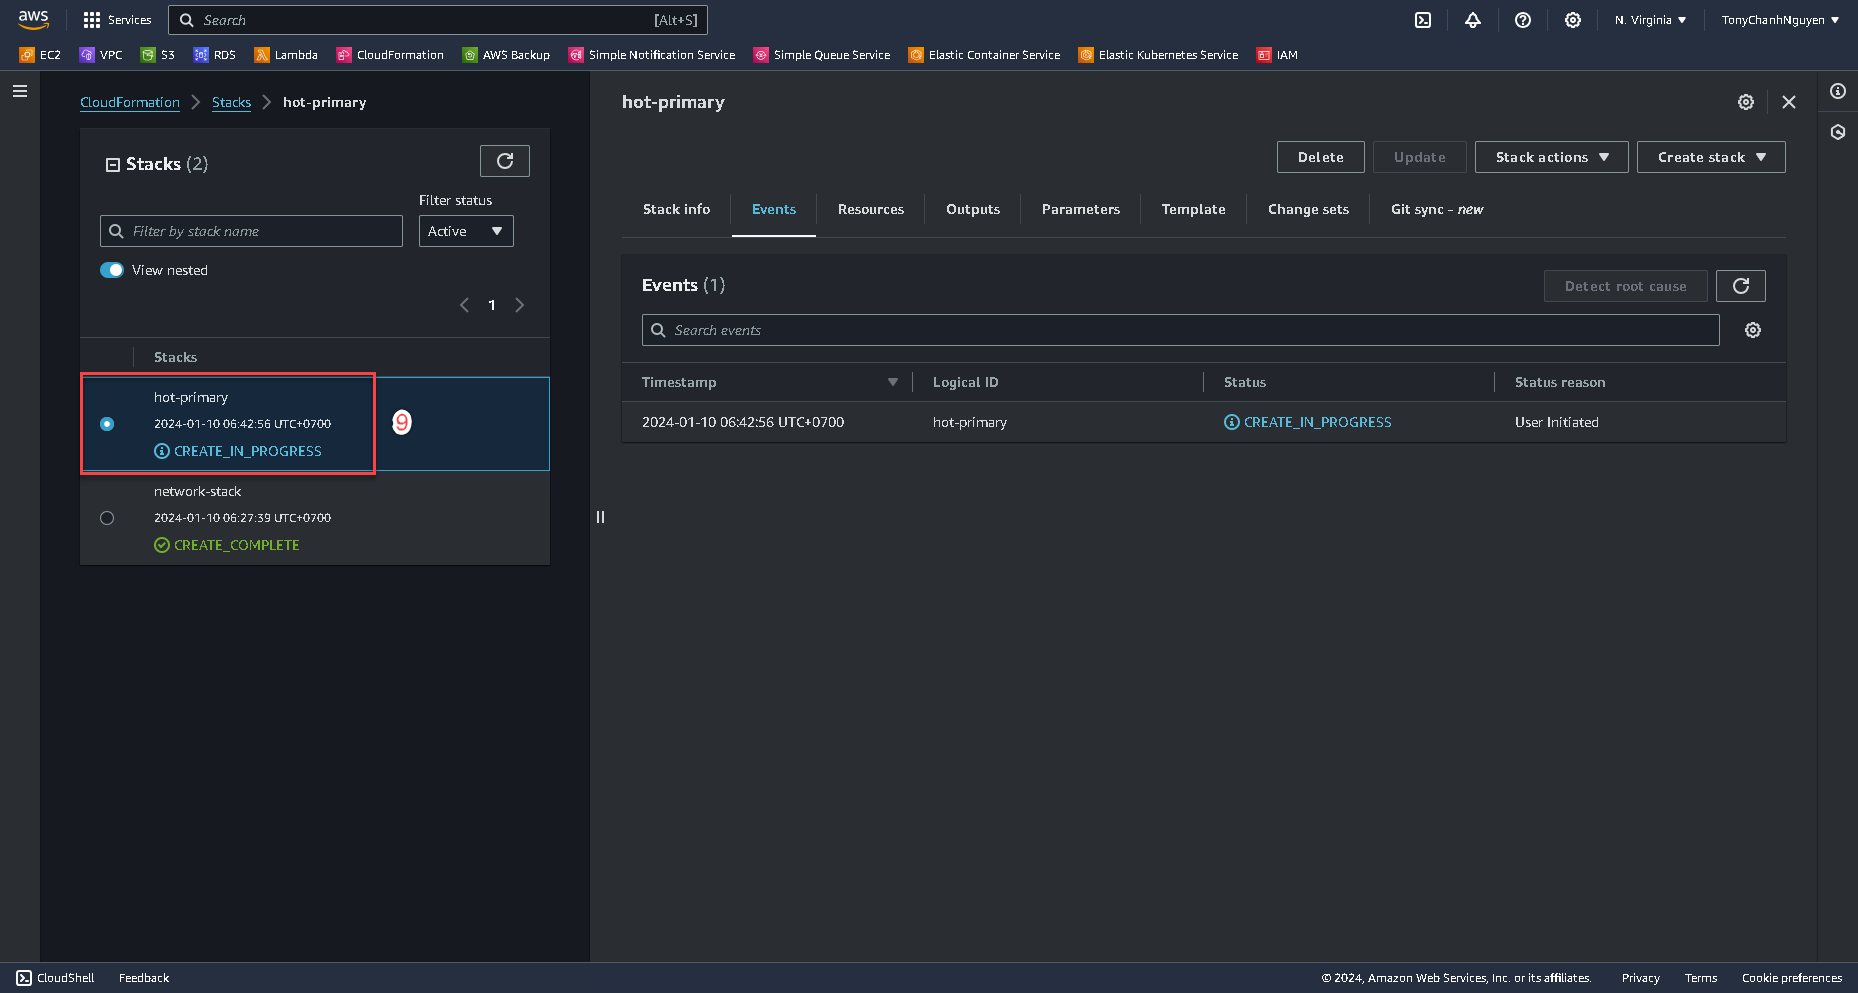 aws Services Search [Alt+S] N. Virginia TonyChanhNguyen
EC2 VPC S3 RDS Lambda CloudFormation AWS Backup Simple Notification Service Simple Queue Service Elastic Container Service Elastic Kubernetes Service IAM
CloudFormation Stacks hot-primary
Stacks (2)
Filter status
Filter by stack name Active
View nested
1
Stacks
hot-primary
2024-01-10 06:42:56 UTC+0700
CREATE_IN_PROGRESS
9
network-stack
2024-01-10 06:27:39 UTC+0700
CREATE_COMPLETE
hot-primary
Delete Update Stack actions Create stack
Stack info Events Resources Outputs Parameters Template Change sets Git sync - new
Events (1) Detect root cause
Search events
Timestamp Logical ID Status Status reason
2024-01-10 06:42:56 UTC+0700 hot-primary CREATE_IN_PROGRESS User Initiated
CloudShell Feedback © 2024, Amazon Web Services, Inc. or its affiliates. Privacy Terms Cookie preferences